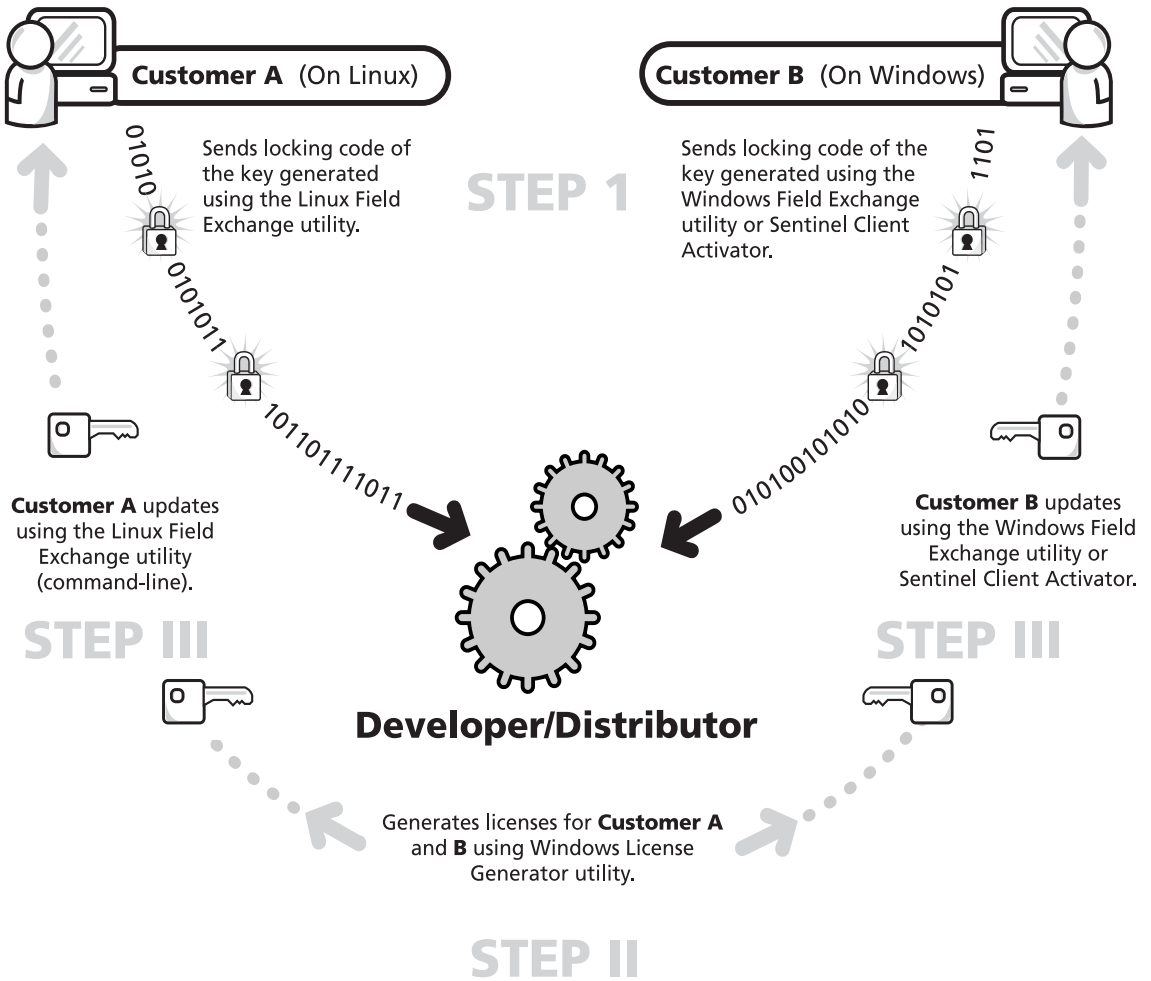 Customer A (On Linux)
Customer B (On Windows)
01010
Sends locking code of
the key generated
using the Linux Field
Exchange utility.
STEP 1
Sends locking code of the
key generated using the
Windows Field Exchange
utility or Sentinel Client
Activator.
1101
0101011
1010101
101101111011
010100101010
Customer A updates
using the Linux Field
Exchange utility
(command-line).
STEP III
Customer B updates
using the Windows Field
Exchange utility or
Sentinel Client Activator.
STEP III
Developer/Distributor
Generates licenses for Customer A
and B using Windows License
Generator utility.
STEP II